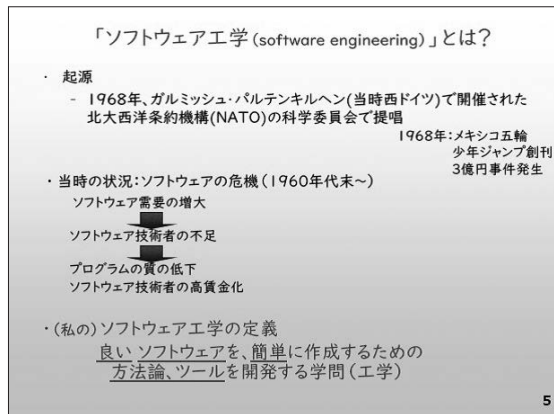 「ソフトウェア工学(software engineering)」とは?
・ 起源
– 1968年、ガルミッシュ・パルテンキルヘン(当時西ドイツ)で開催された
北大西洋条約機構(NATO)の科学委員会で提唱
1968年:メキシコ五輪
少年ジャンプ創刊
3億円事件発生
・当時の状況:ソフトウェアの危機(1960年代末~)
ソフトウェア需要の増大
ソフトウェア技術者の不足
プログラムの質の低下
ソフトウェア技術者の高賃金化
・(私の)ソフトウェア工学の定義
良い ソフトウェアを、簡単に作成するための
方法論、ツールを開発する学問(工学)
5